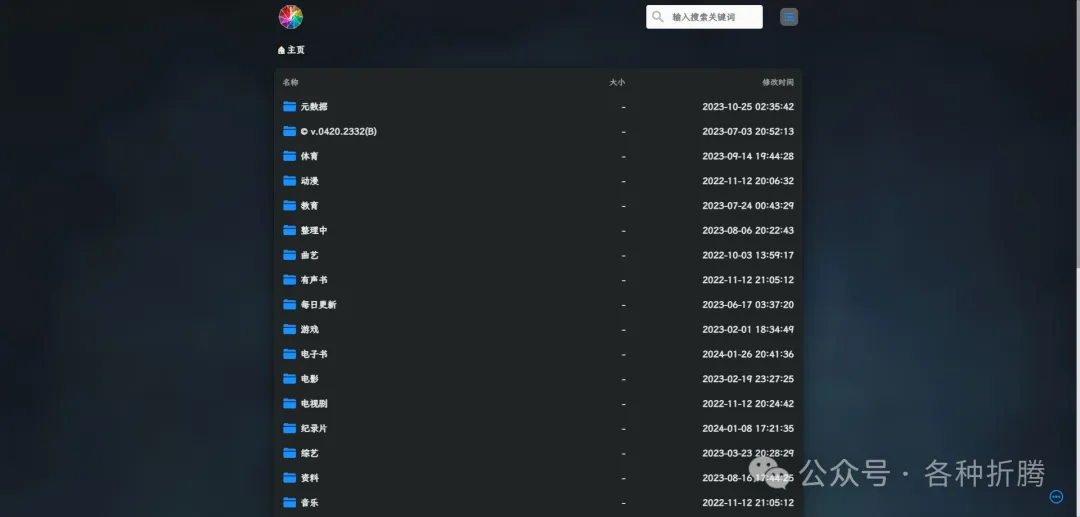 输入搜索关键词
主页
名称 大小 修改时间
元数据 - 2023-10-25 02:35:42
© v.0420.2332(B) - 2023-07-03 20:52:13
体育 - 2023-09-14 19:44:28
动漫 - 2022-11-12 20:06:32
教育 - 2023-07-24 00:43:29
整理中 - 2023-08-06 20:22:43
曲艺 - 2022-10-03 13:59:17
有声书 - 2022-11-12 21:05:12
每日更新 - 2023-06-17 03:37:20
游戏 - 2023-02-01 18:34:49
电子书 - 2024-01-26 20:41:36
电影 - 2023-02-19 23:27:25
电视剧 - 2022-11-12 20:24:42
纪录片 - 2024-01-08 17:21:35
综艺 - 2023-03-23 20:28:29
资料 - 2023-08-16 17:44:25
音乐 - 2022-11-12 21:05:12
公众号 · 各种折腾